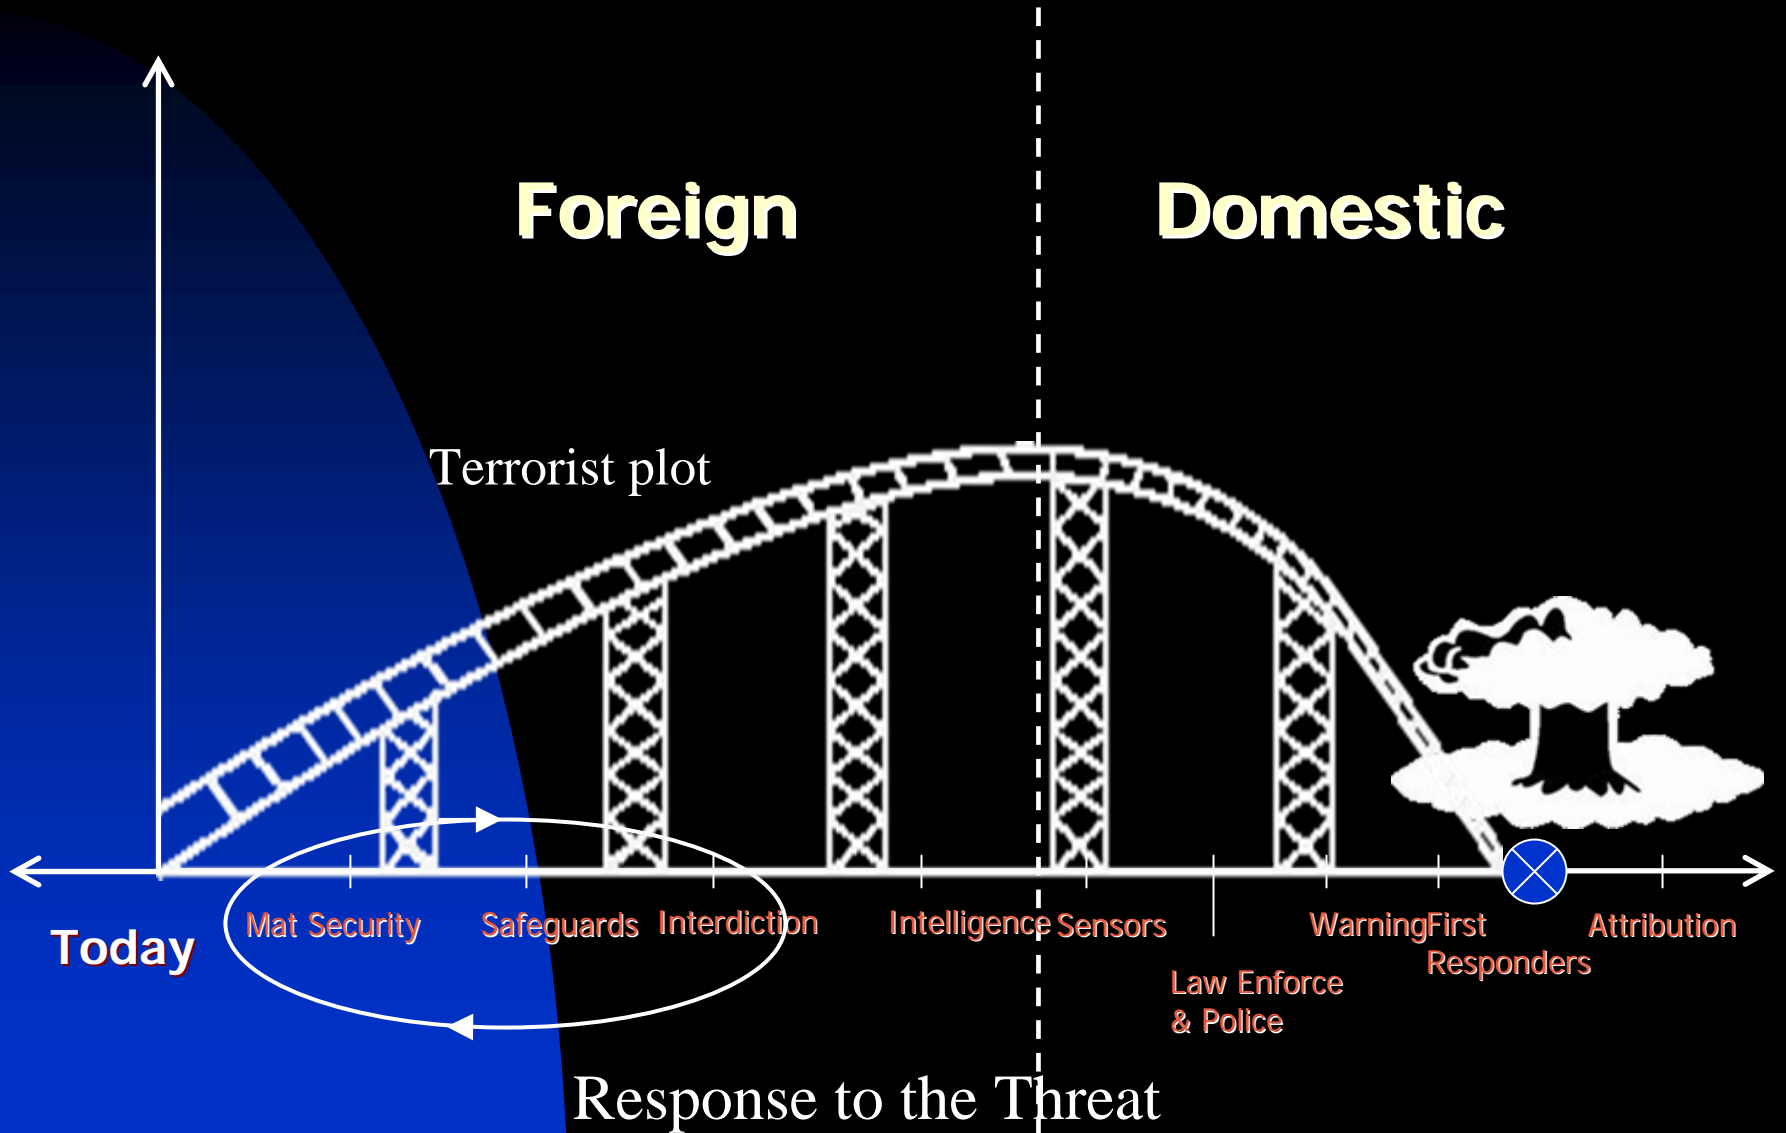 Foreign
Domestic
Terrorist plot
Today
Mat Security
Safeguards
Interdiction
Intelligence
Sensors
Law Enforce
& Police
Warning
First
Responders
Attribution
Response to the Threat